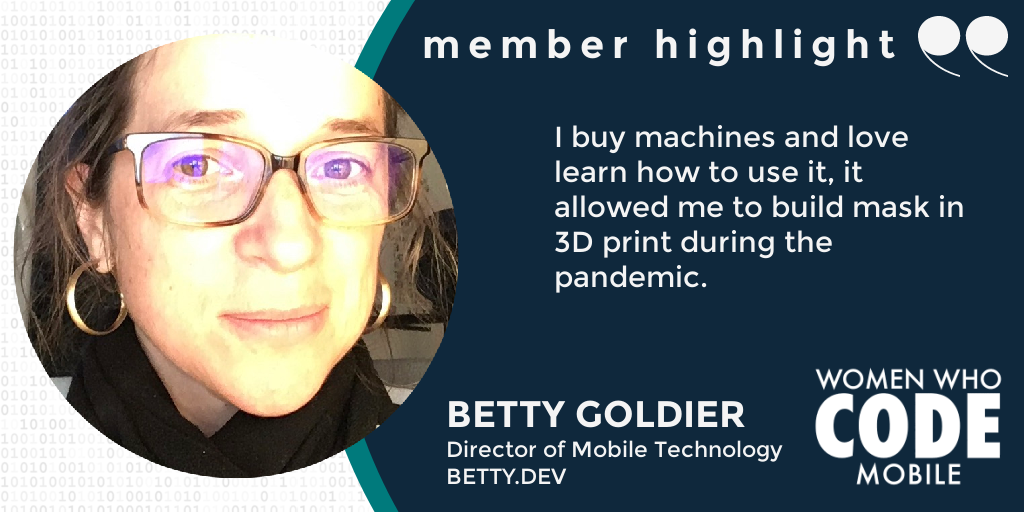 member highlight
I buy machines and love
learn how to use it, it
allowed me to build mask in
3D print during the
pandemic.
BETTY GOLDIER
Director of Mobile Technology
BETTY.DEV
WOMEN WHO
CODE
MOBILE